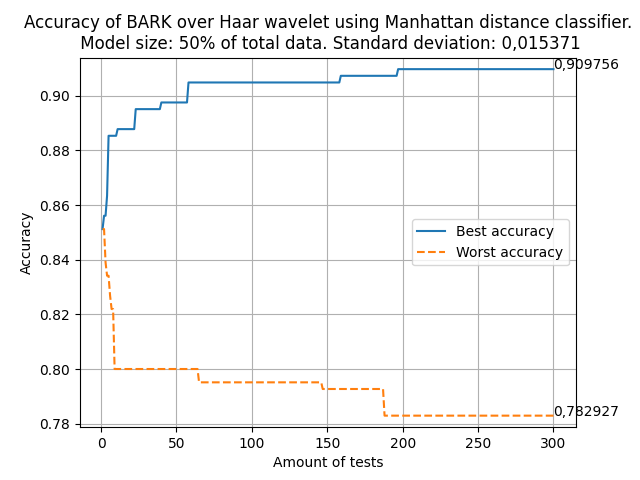 Accuracy of BARK over Haar wavelet using Manhattan distance classifier.
Model size: 50% of total data. Standard deviation: 0,015371
0,909756
0.90
0.88
0.86
0.84
0.82
0.80
0.78
Accuracy
Best accuracy
Worst accuracy
0,782927
0 50 100 150 200 250 300
Amount of tests